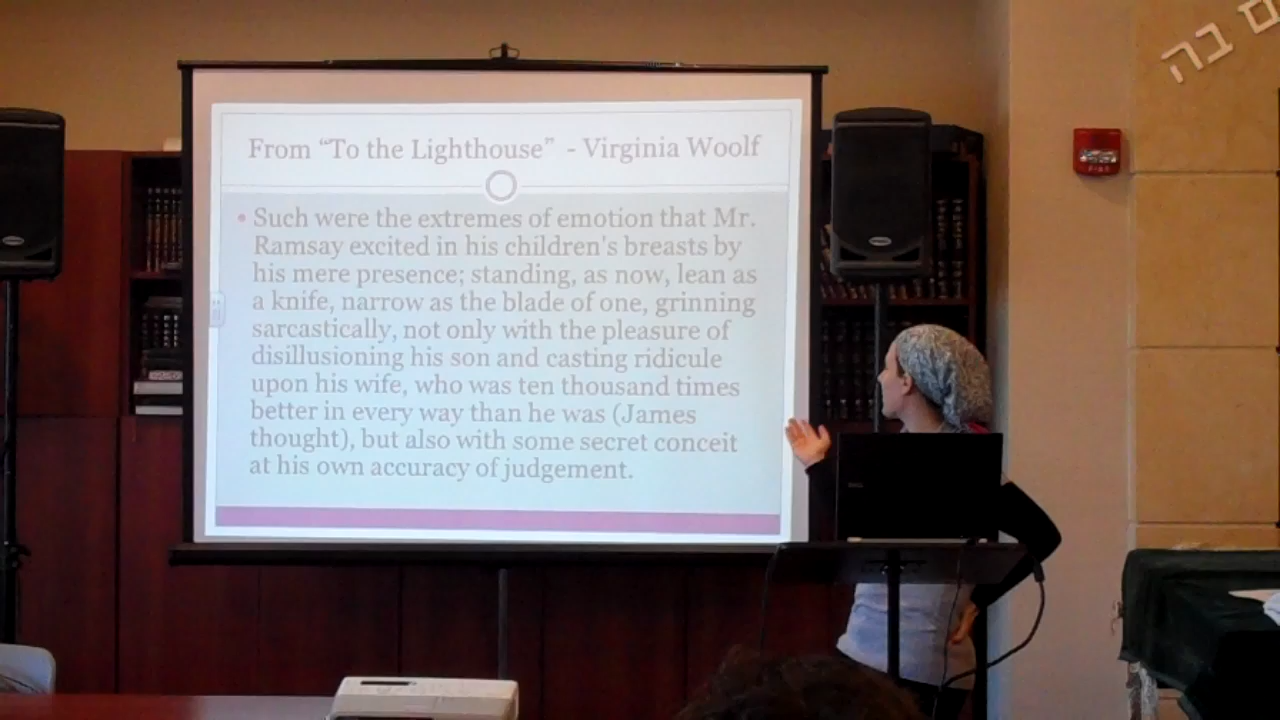 From “To the Lighthouse” - Virginia Woolf
• Such were the extremes of emotion that Mr.
Ramsay excited in his children's breasts by
his mere presence; standing, as now, lean as
a knife, narrow as the blade of one, grinning
sarcastically, not only with the pleasure of
disillusioning his son and casting ridicule
upon his wife, who was ten thousand times
better in every way than he was (James
thought), but also with some secret conceit
at his own accuracy of judgement.
ם בה
FIRE